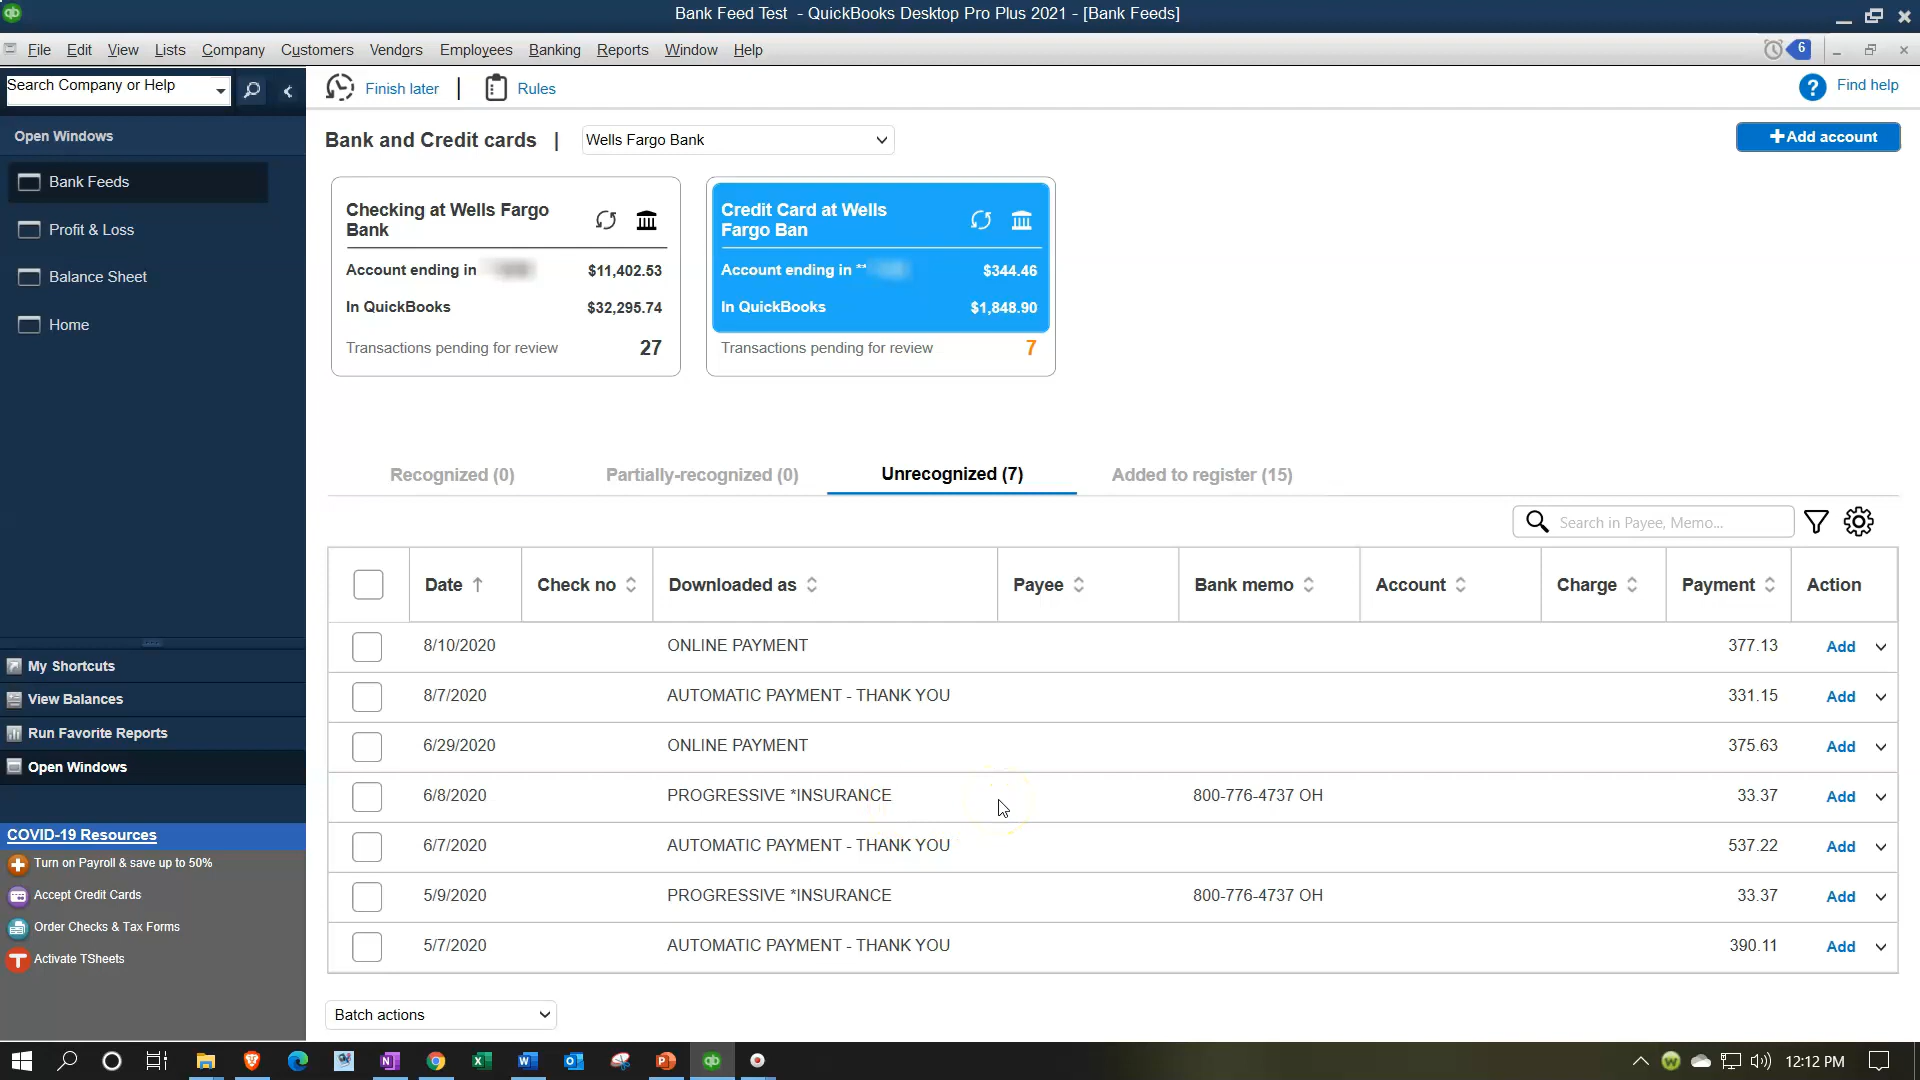 Bank Feed Test - QuickBooks Desktop Pro Plus 2021 - [Bank Feeds]
File Edit View Lists Company Customers Vendors Employees Banking Reports Window Help
6
Search Company or Help
Finish later | Rules
Find help
Open Windows
Bank and Credit cards | Wells Fargo Bank
+Add account
Bank Feeds
Profit & Loss
Balance Sheet
Home
Checking at Wells Fargo
Bank
Account ending in $11,402.53
In QuickBooks $32,295.74
Transactions pending for review 27
Credit Card at Wells
Fargo Ban
Account ending in ** $344.46
In QuickBooks $1,848.90
Transactions pending for review 7
Recognized (0) Partially-recognized (0) Unrecognized (7) Added to register (15)
Search in Payee, Memo...
Date Check no Downloaded as Payee Bank memo Account Charge Payment Action
8/10/2020 ONLINE PAYMENT 377.13 Add
8/7/2020 AUTOMATIC PAYMENT - THANK YOU 331.15 Add
6/29/2020 ONLINE PAYMENT 375.63 Add
6/8/2020 PROGRESSIVE *INSURANCE 800-776-4737 OH 33.37 Add
6/7/2020 AUTOMATIC PAYMENT - THANK YOU 537.22 Add
5/9/2020 PROGRESSIVE *INSURANCE 800-776-4737 OH 33.37 Add
5/7/2020 AUTOMATIC PAYMENT - THANK YOU 390.11 Add
Batch actions
My Shortcuts
View Balances
Run Favorite Reports
Open Windows
COVID-19 Resources
Turn on Payroll & save up to 50%
Accept Credit Cards
Order Checks & Tax Forms
Activate TSheets
12:12 PM